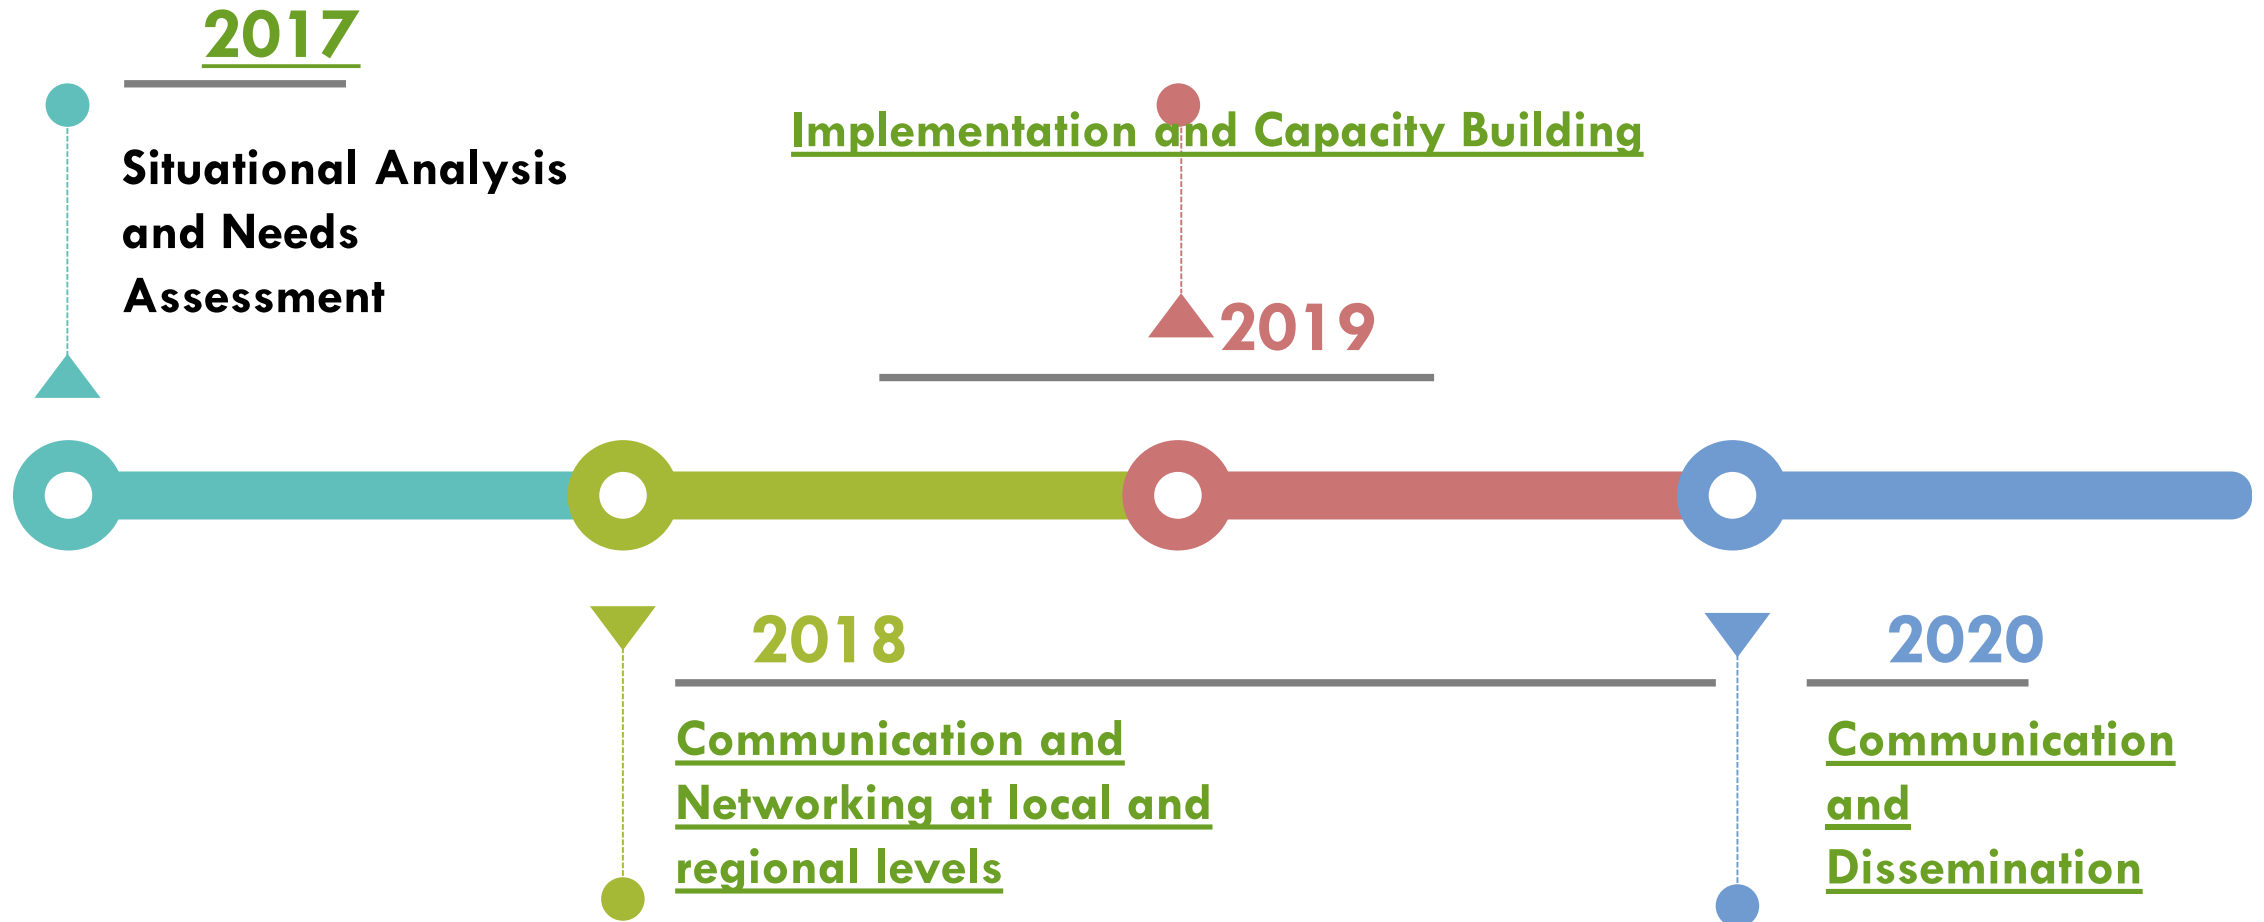 2017
Situational Analysis
and Needs
Assessment
Implementation and Capacity Building
2019
2018
Communication and
Networking at local and
regional levels
2020
Communication
and
Dissemination